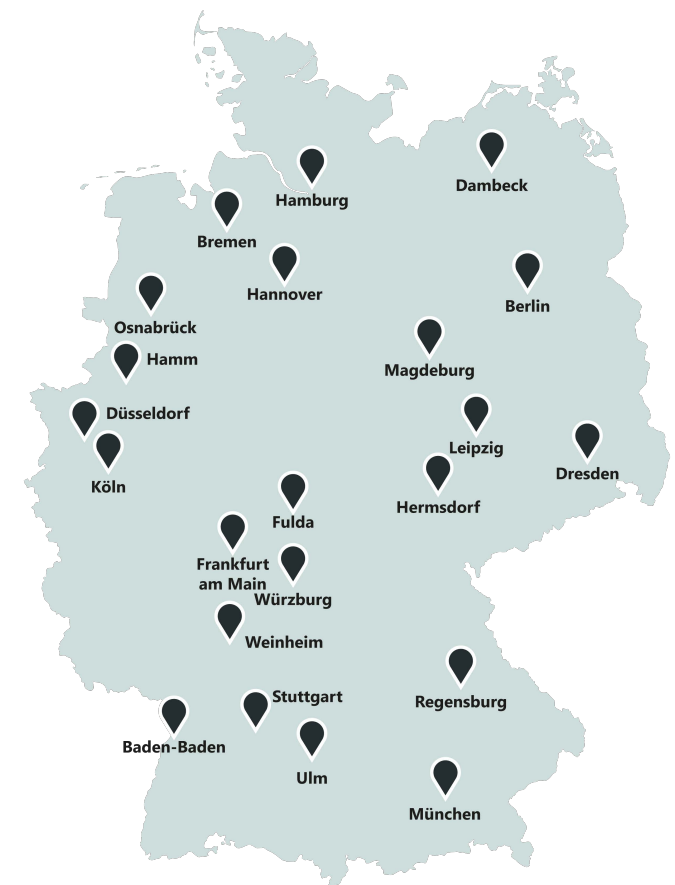 Dambeck
Hamburg
Bremen
Hannover
Berlin
Osnabrück
Hamm
Magdeburg
Düsseldorf
Leipzig
Dresden
Köln
Hermsdorf
Fulda
Frankfurt
am Main
Würzburg
Weinheim
Stuttgart
Regensburg
Baden-Baden
Ulm
München